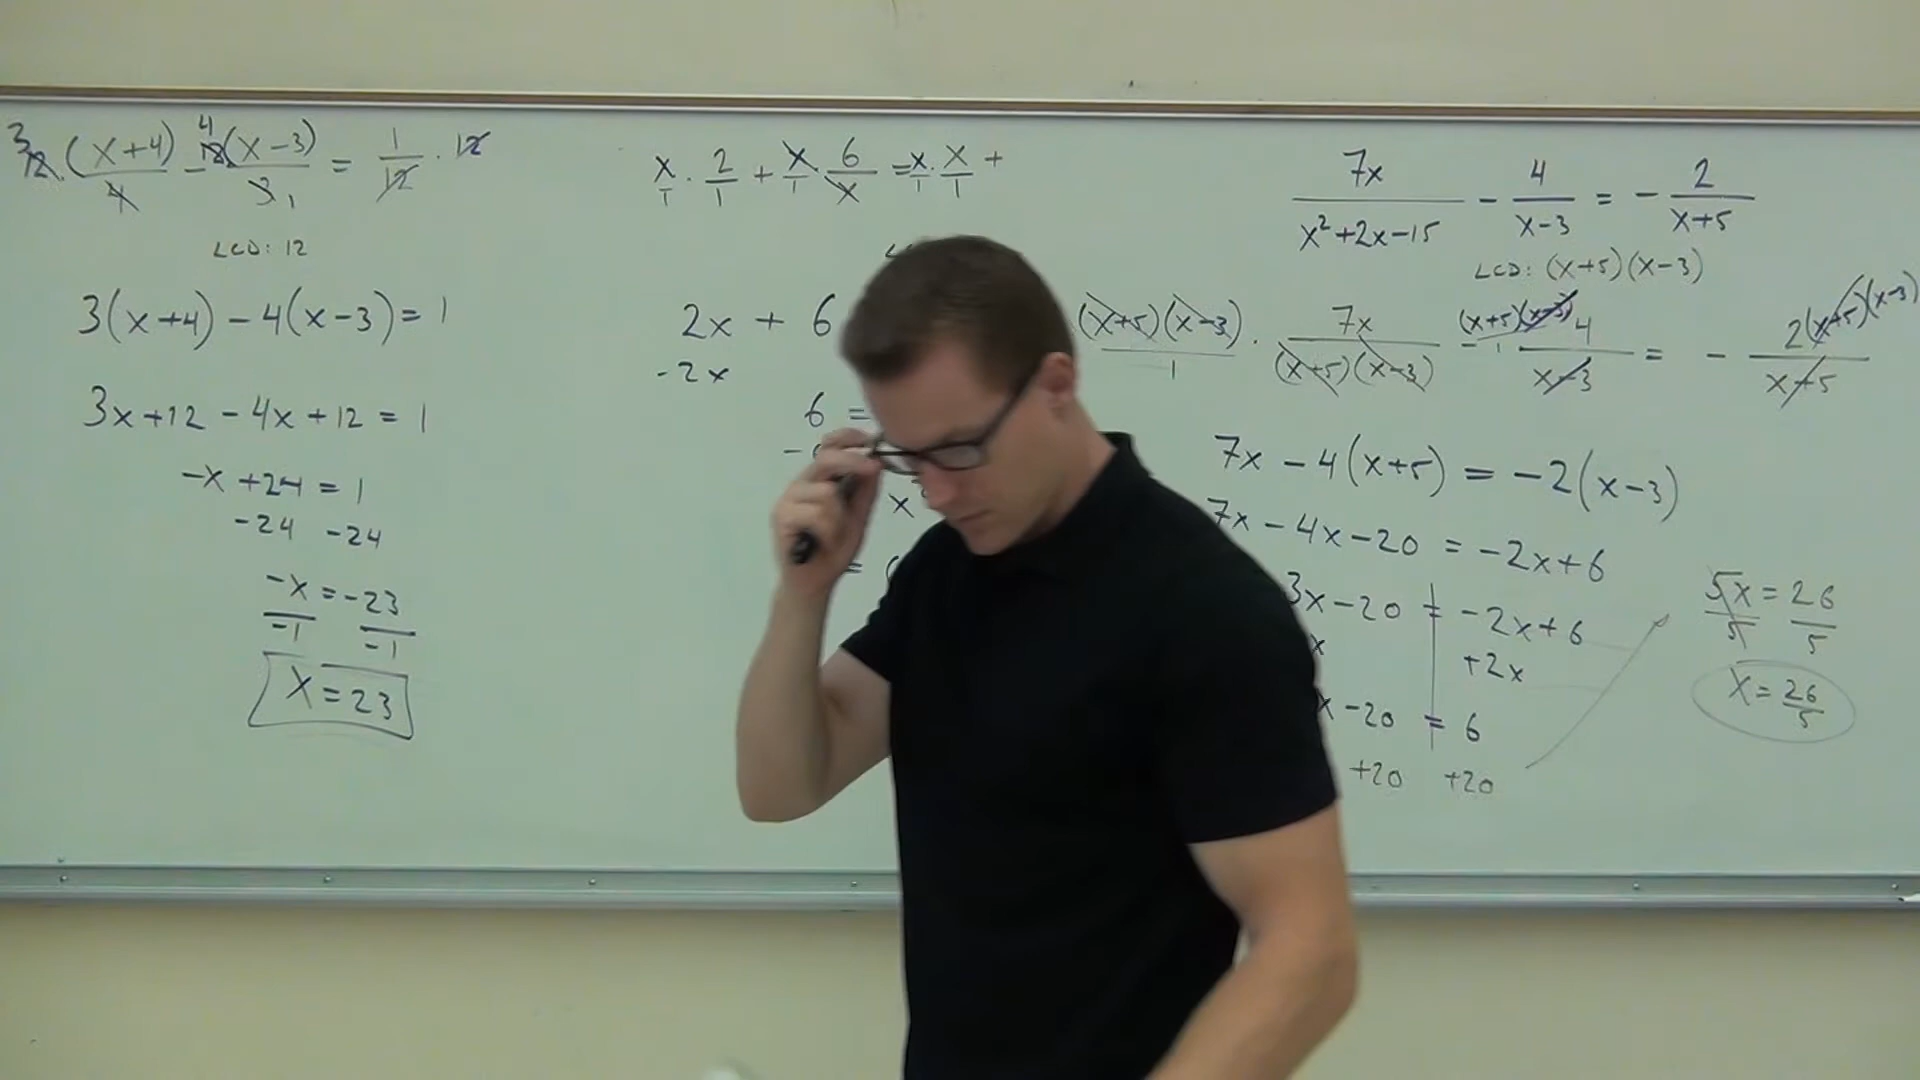 3 12 · (x+4)/4 - 4 12(x-3)/3 1 = 1/12 · 12
LCD: 12
3(x+4) - 4(x-3) = 1
3x+12 - 4x+12 = 1
-x +24 = 1
-24 -24
-x = -23
-1 -1
x = 23
x/1 · 2/1 + x/1 · 6/x = x/1 · x/1 +
2x + 6
-2x
6 =
-
x
=
7x/(x²+2x-15) - 4/(x-3) = - 2/(x+5)
LCD: (x+5)(x-3)
(x+5)(x-3)/1 · 7x/((x+5)(x-3)) - (x+5)(x-3)/1 4/(x-3) = - 2(x+5)(x-3)/(x+5)
7x - 4(x+5) = -2(x-3)
7x - 4x - 20 = -2x+6
3x - 20 = -2x+6
x +2x
x - 20 = 6
+20 +20
5x = 26
5 5
x = 26/5